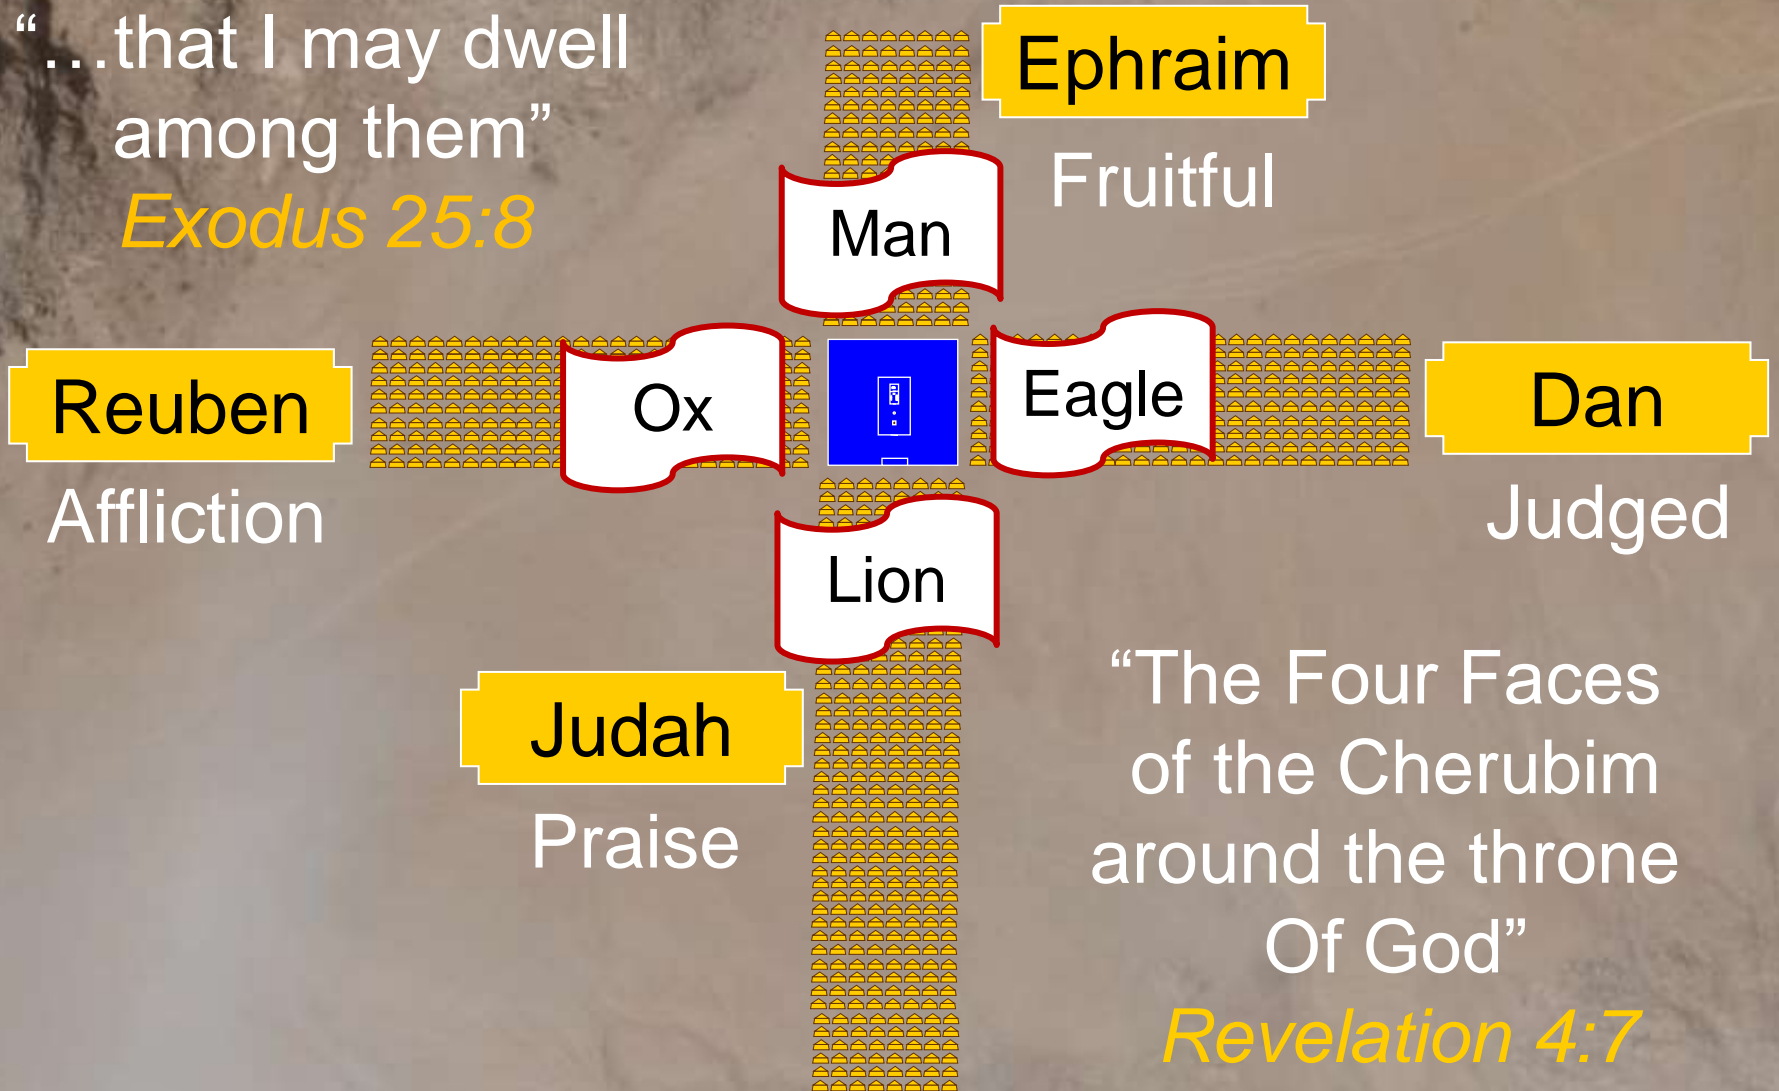 “…that I may dwell
among them”
Exodus 25:8
Ephraim
Fruitful
Man
Reuben
Affliction
Ox
Eagle
Dan
Judged
Lion
Judah
Praise
“The Four Faces
of the Cherubim
around the throne
Of God”
Revelation 4:7